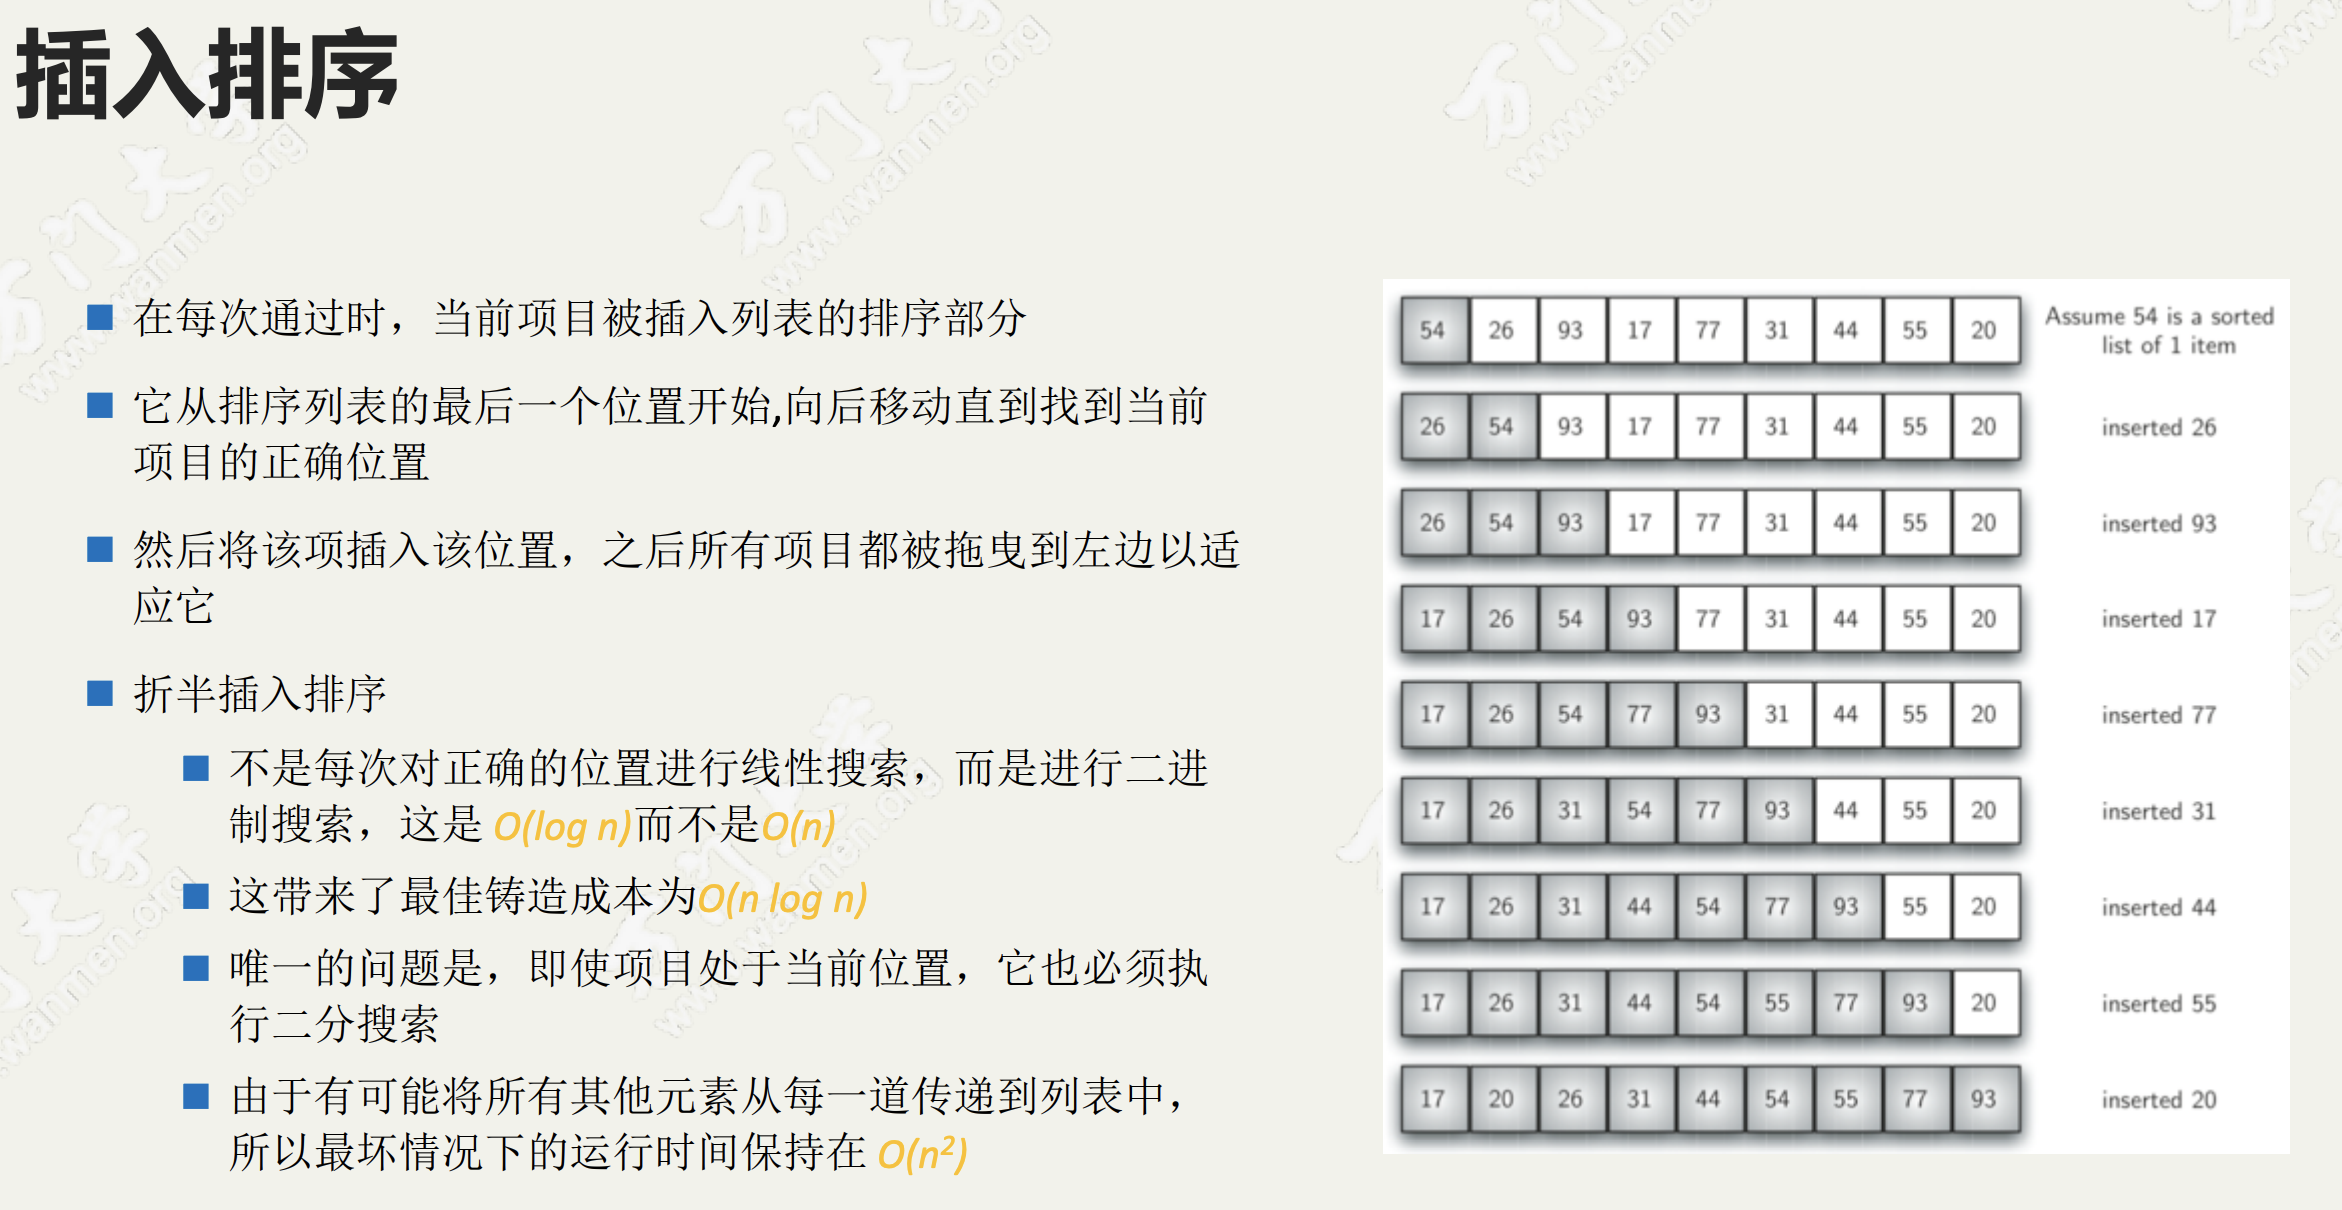 插入排序
在每次通过时，当前项目被插入列表的排序部分
它从排序列表的最后一个位置开始,向后移动直到找到当前
项目的正确位置
然后将该项插入该位置，之后所有项目都被拖曳到左边以适
应它
折半插入排序
不是每次对正确的位置进行线性搜索，而是进行二进
制搜索，这是 O(log n)而不是O(n)
这带来了最佳铸造成本为O(n log n)
唯一的问题是，即使项目处于当前位置，它也必须执
行二分搜索
由于有可能将所有其他元素从每一道传递到列表中，
所以最坏情况下的运行时间保持在 O(n²)
54 26 93 17 77 31 44 55 20 Assume 54 is a sorted
list of 1 item
26 54 93 17 77 31 44 55 20 inserted 26
26 54 93 17 77 31 44 55 20 inserted 93
17 26 54 93 77 31 44 55 20 inserted 17
17 26 54 77 93 31 44 55 20 inserted 77
17 26 31 54 77 93 44 55 20 inserted 31
17 26 31 44 54 77 93 55 20 inserted 44
17 26 31 44 54 55 77 93 20 inserted 55
17 20 26 31 44 54 55 77 93 inserted 20
万门大学
www.wanmen.org